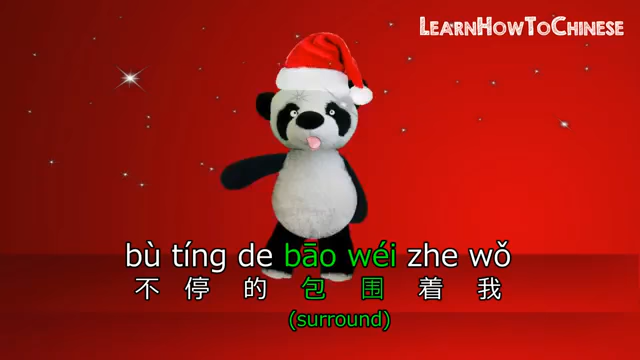 LEARNHOWTOCHINESE
bù tíng de bāo wéi zhe wǒ
不 停 的 包 围 着 我
(surround)